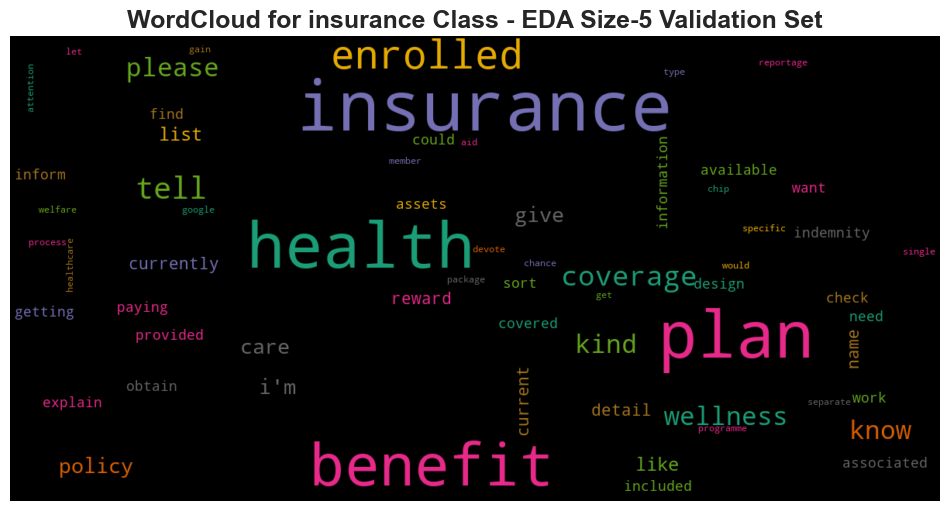 WordCloud for insurance Class - EDA Size-5 Validation Set
let
gain
enrolled
reportage
please
attention
type
insurance
find
list
could
aid
information
member
available
inform
tell
chip
want
welfare
google
assets
give
specific
indemnity
process
healthcare
health
devote
single
currently
chance
would
package
sort
coverage
design
get
reward
check
getting
paying
need
provided
covered
plan
care
kind
name
obtain
i'm
current
explain
detail
wellness
separate
work
programme
know
policy
benefit
like
associated
included